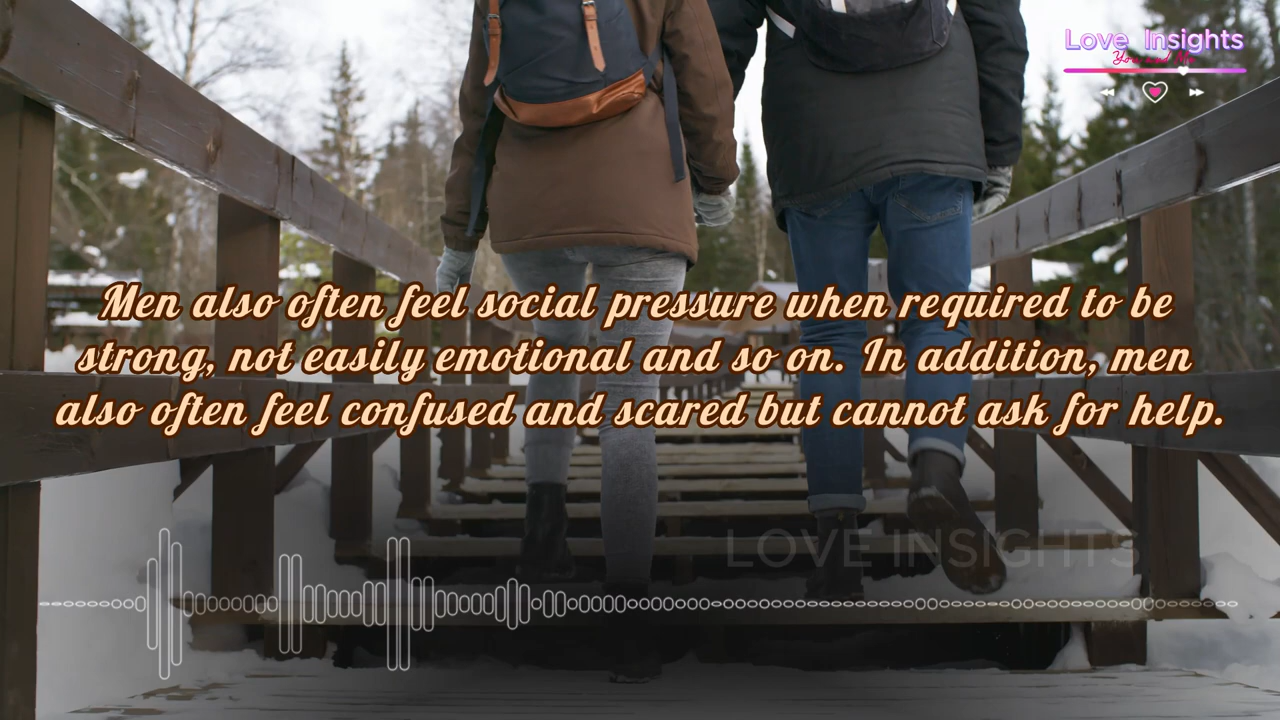 Love Insights
You and Me
Men also often feel social pressure when required to be
strong, not easily emotional and so on. In addition, men
also often feel confused and scared but cannot ask for help.
LOVE INSIGHTS